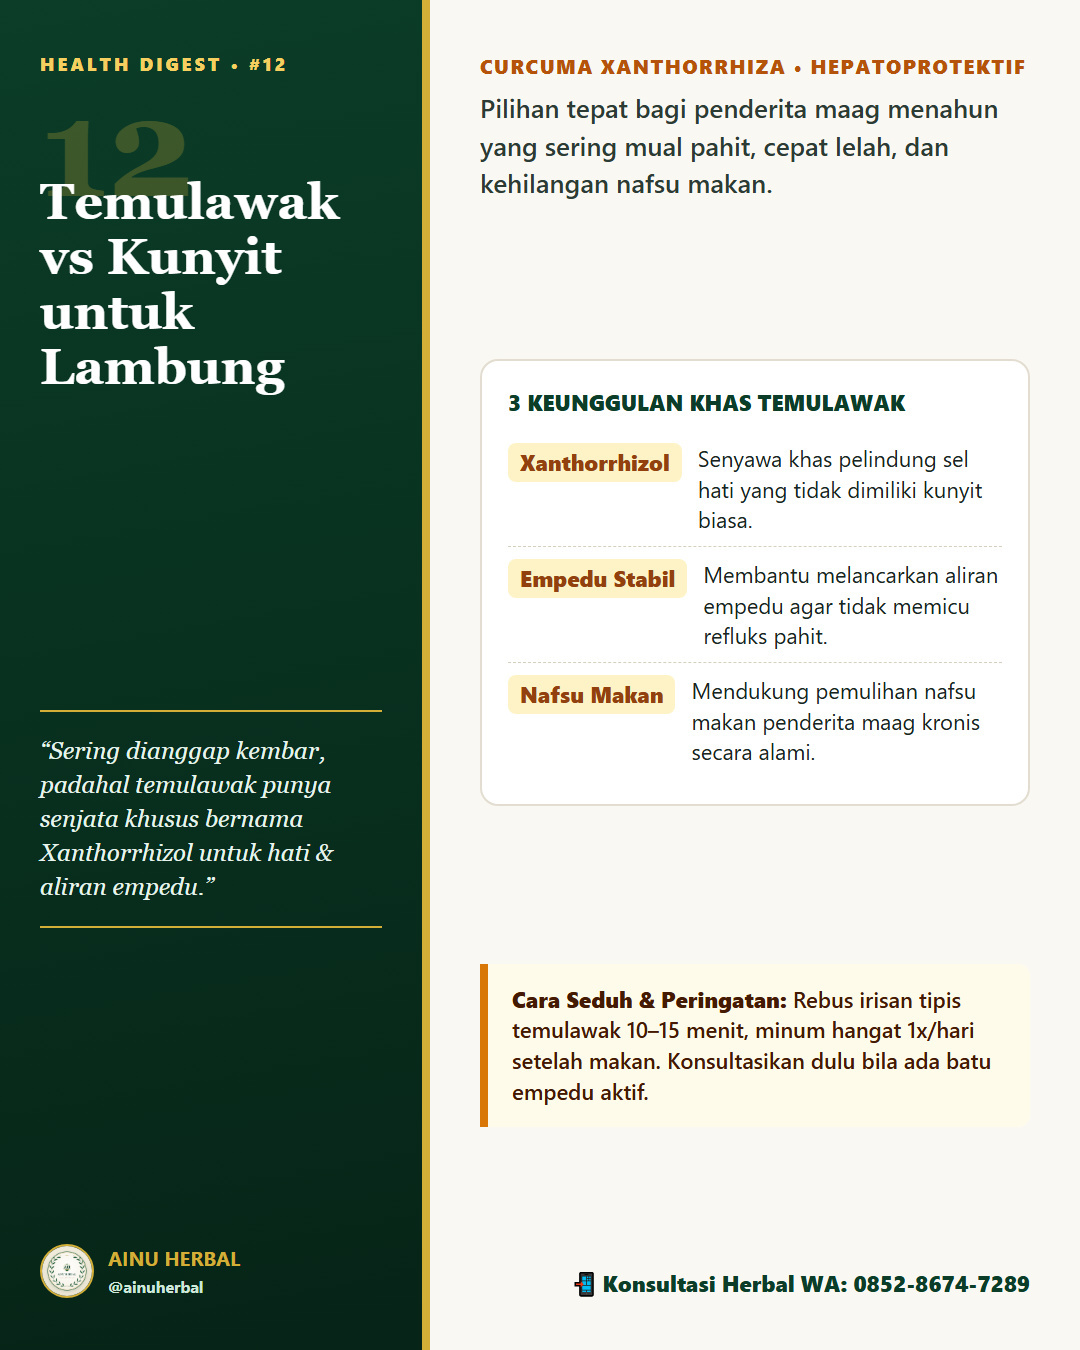 HEALTH DIGEST • #12
12
Temulawak
vs Kunyit
untuk
Lambung
“Sering dianggap kembar,
padahal temulawak punya
senjata khusus bernama
Xanthorrhizol untuk hati &
aliran empedu.”
AINU HERBAL
@ainuherbal
CURCUMA XANTHORRHIZA • HEPATOPROTEKTIF
Pilihan tepat bagi penderita maag menahun
yang sering mual pahit, cepat lelah, dan
kehilangan nafsu makan.
3 KEUNGGULAN KHAS TEMULAWAK
Xanthorrhizol
Senyawa khas pelindung sel
hati yang tidak dimiliki kunyit
biasa.
Empedu Stabil
Membantu melancarkan aliran
empedu agar tidak memicu
refluks pahit.
Nafsu Makan
Mendukung pemulihan nafsu
makan penderita maag kronis
secara alami.
Cara Seduh & Peringatan: Rebus irisan tipis
temulawak 10–15 menit, minum hangat 1x/hari
setelah makan. Konsultasikan dulu bila ada batu
empedu aktif.
📲 Konsultasi Herbal WA: 0852-8674-7289